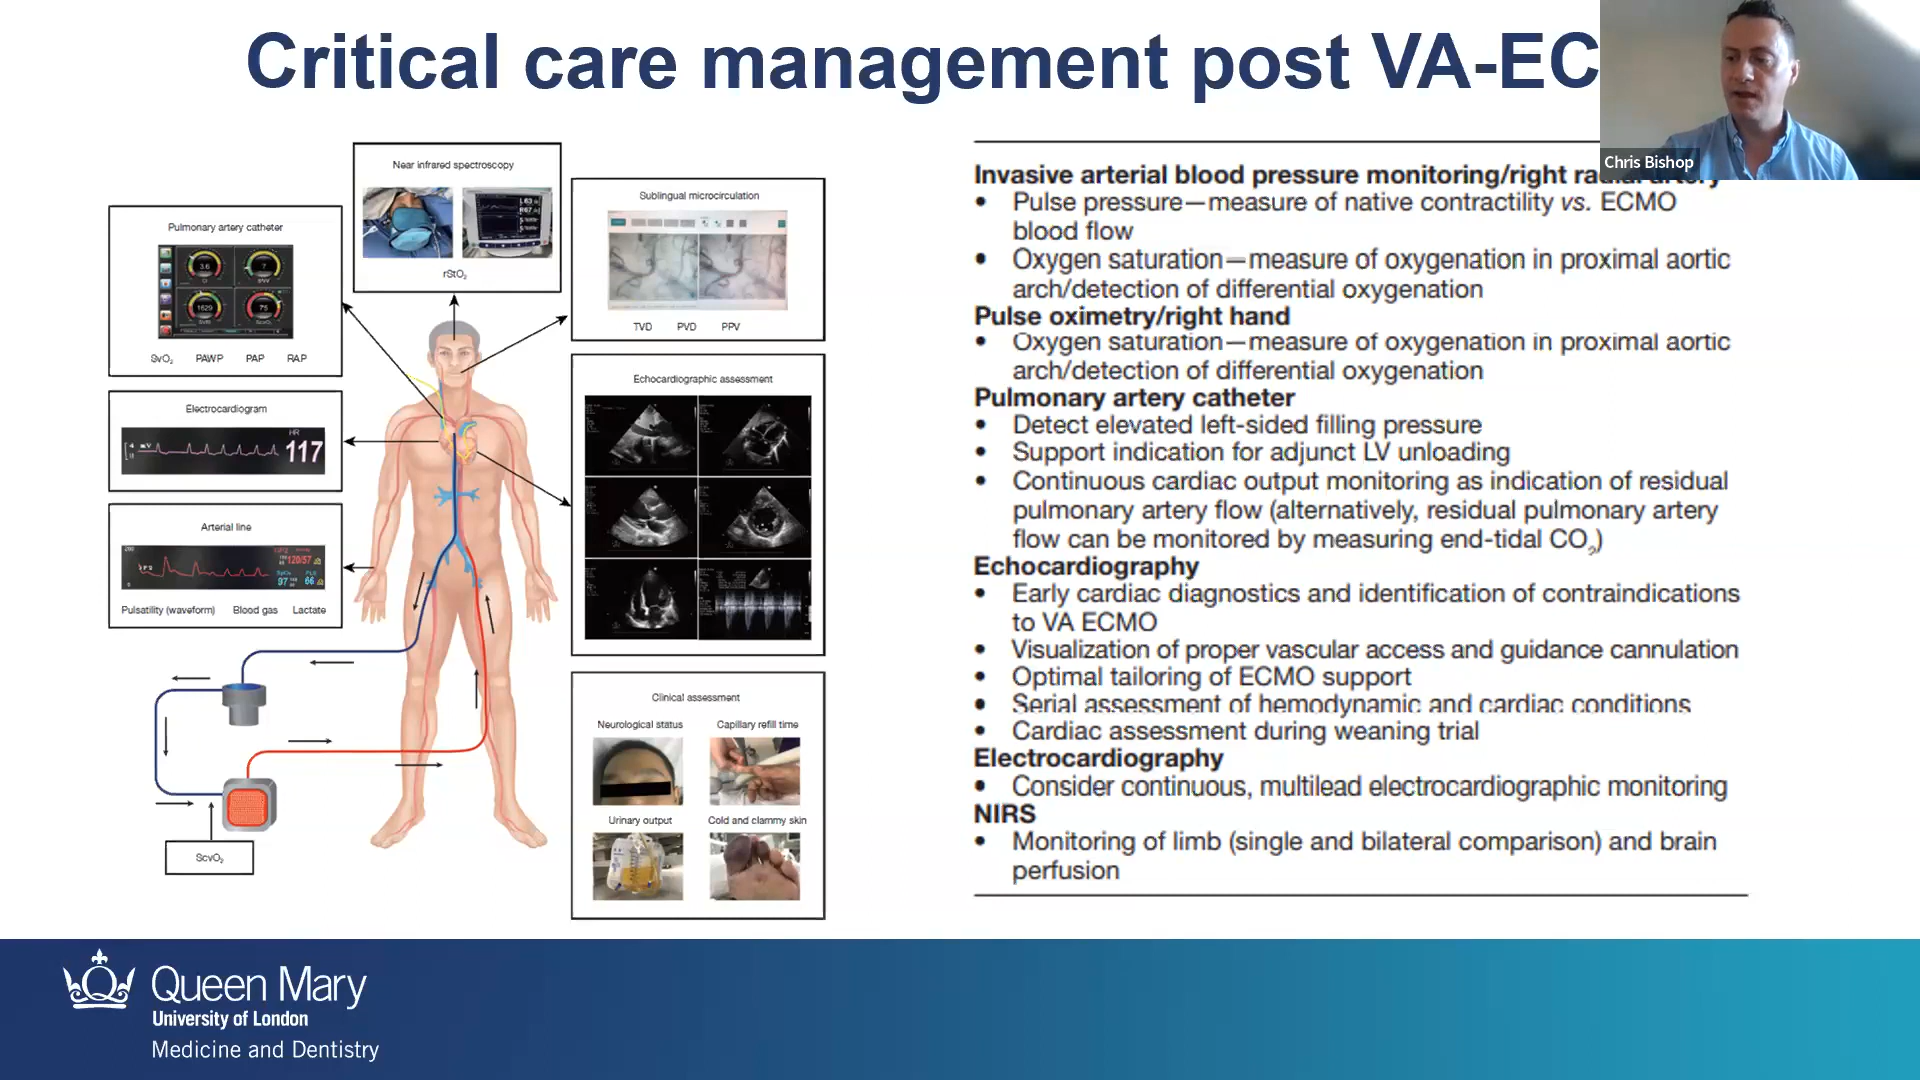 Critical care management post VA-EC
Chris Bishop
Near infrared spectroscopy
rStO₂
Sublingual microcirculation
TVD PVD PPV
Pulmonary artery catheter
SvO₂ PAWP PAP RAP
Electrocardiogram
mV
HR
117
Arterial line
120/57
97 66
Pulsatility (waveform) Blood gas Lactate
Echocardiographic assessment
Clinical assessment
Neurological status Capillary refill time
Urinary output Cold and clammy skin
ScvO₂
Invasive arterial blood pressure monitoring/right radial artery
• Pulse pressure—measure of native contractility vs. ECMO
blood flow
• Oxygen saturation—measure of oxygenation in proximal aortic
arch/detection of differential oxygenation
Pulse oximetry/right hand
• Oxygen saturation—measure of oxygenation in proximal aortic
arch/detection of differential oxygenation
Pulmonary artery catheter
• Detect elevated left-sided filling pressure
• Support indication for adjunct LV unloading
• Continuous cardiac output monitoring as indication of residual
pulmonary artery flow (alternatively, residual pulmonary artery
flow can be monitored by measuring end-tidal CO₂)
Echocardiography
• Early cardiac diagnostics and identification of contraindications
to VA ECMO
• Visualization of proper vascular access and guidance cannulation
• Optimal tailoring of ECMO support
• Serial assessment of hemodynamic and cardiac conditions
• Cardiac assessment during weaning trial
Electrocardiography
• Consider continuous, multilead electrocardiographic monitoring
NIRS
• Monitoring of limb (single and bilateral comparison) and brain
perfusion
Queen Mary
University of London
Medicine and Dentistry